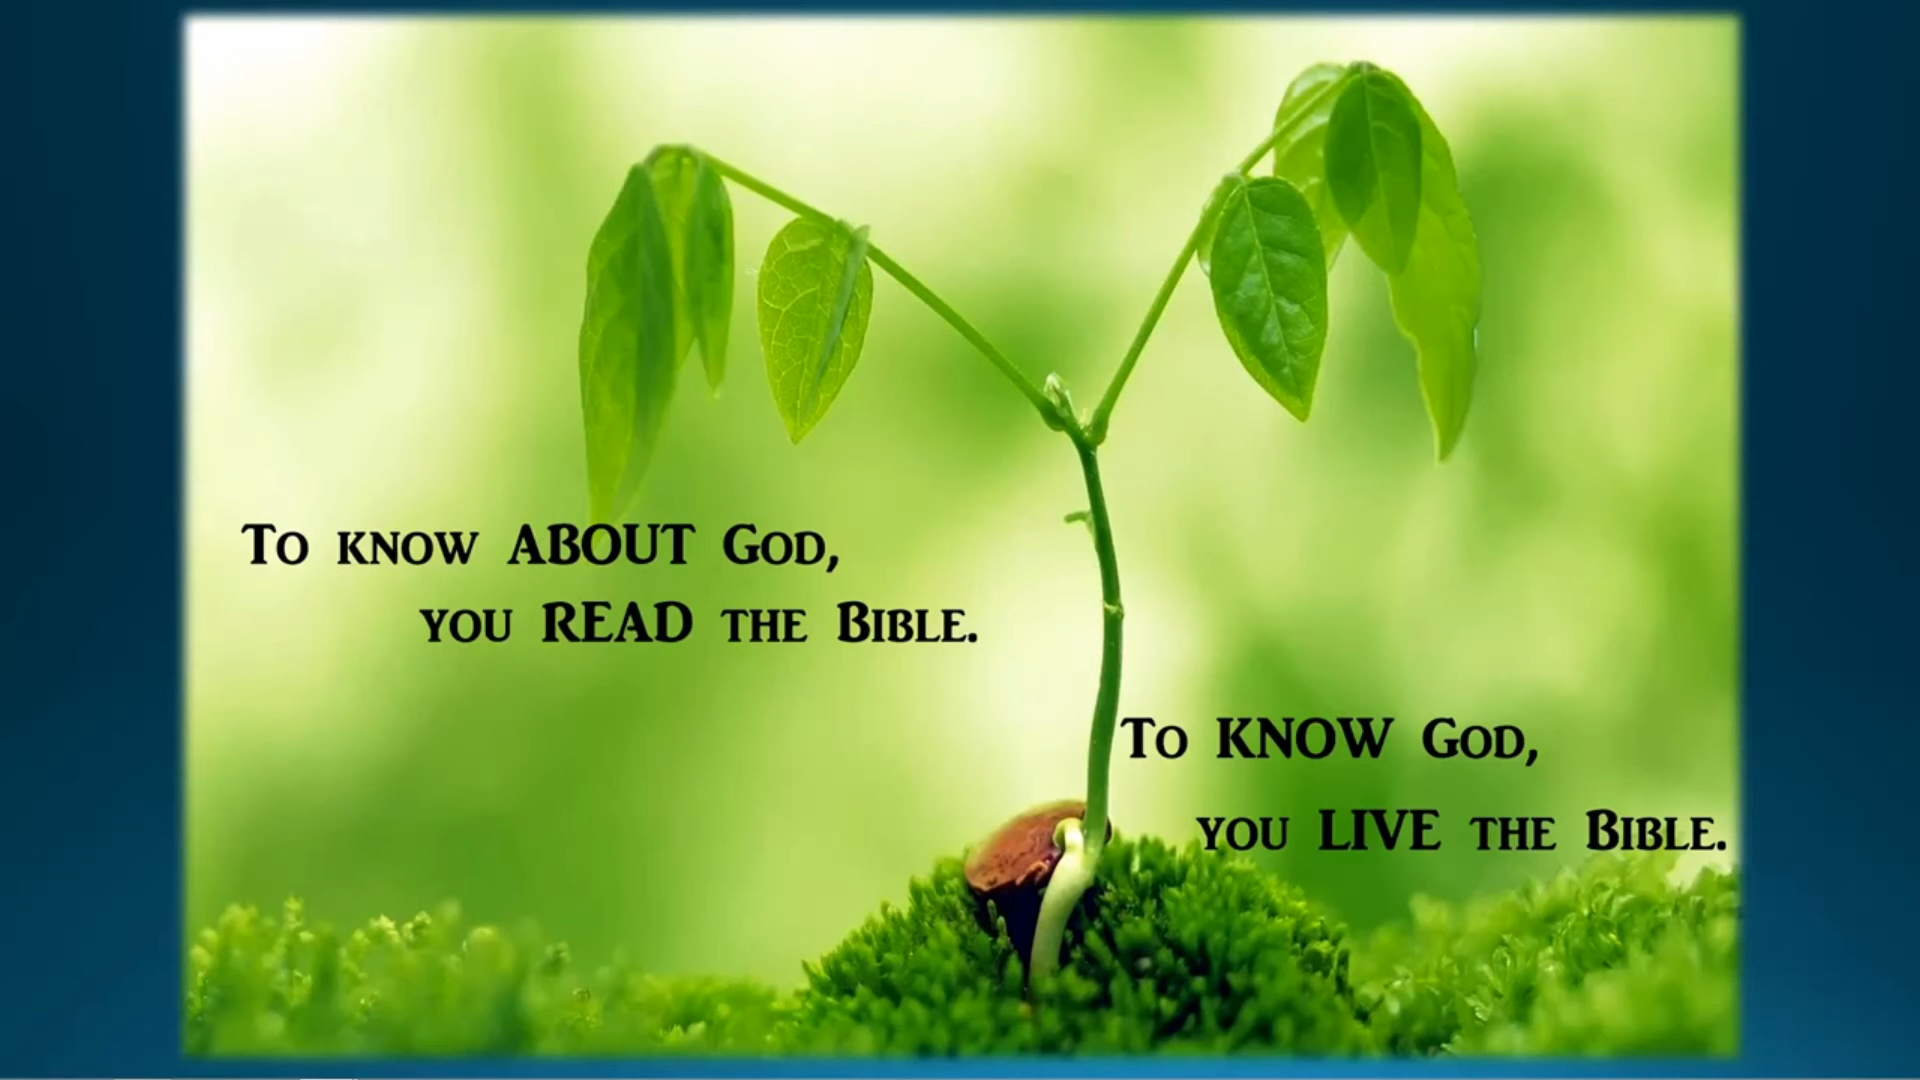 To know ABOUT God,
you READ the Bible.
To KNOW God,
you LIVE the Bible.